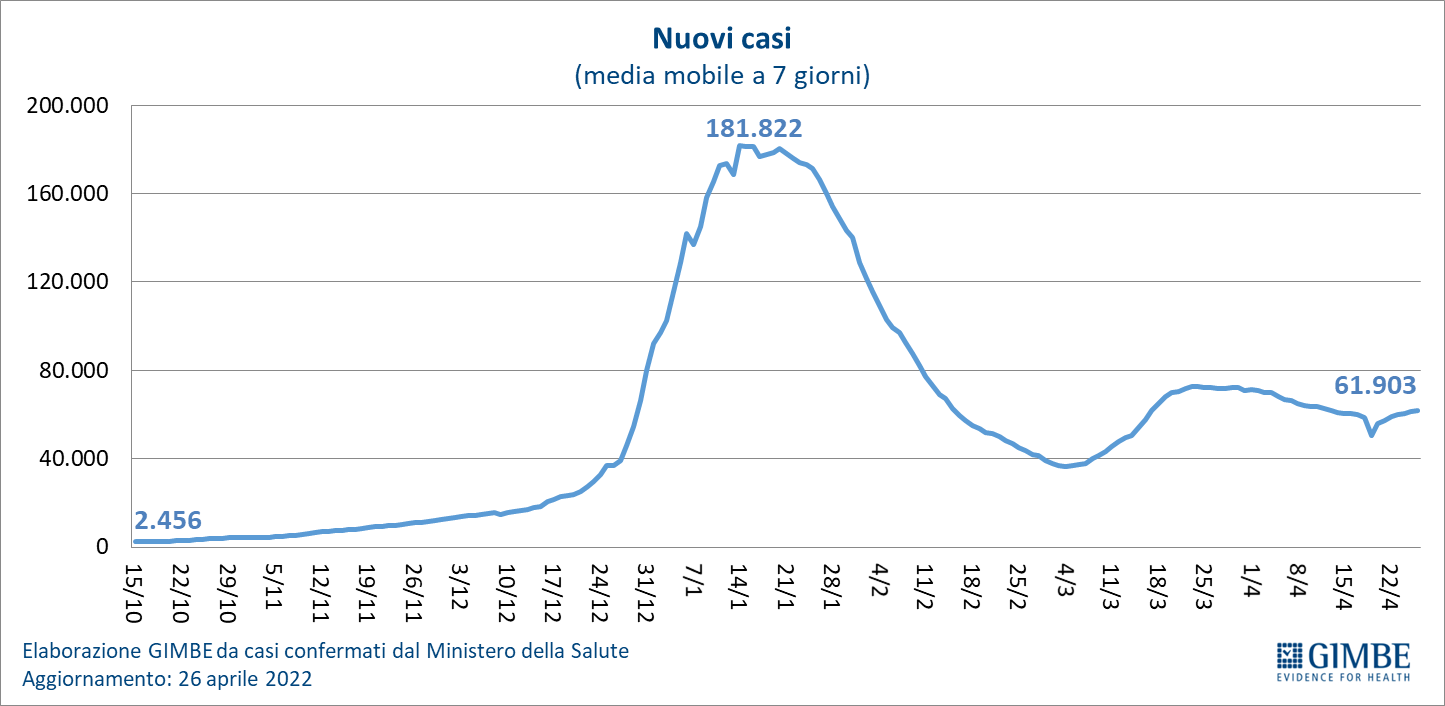 Nuovi casi
(media mobile a 7 giorni)
200.000
181.822
160.000
120.000
80.000
61.903
40.000
2.456
0
15/10 22/10 29/10 5/11 12/11 19/11 26/11 3/12 10/12 17/12 24/12 31/12 7/1 14/1 21/1 28/1 4/2 11/2 18/2 25/2 4/3 11/3 18/3 25/3 1/4 8/4 15/4 22/4
Elaborazione GIMBE da casi confermati dal Ministero della Salute
Aggiornamento: 26 aprile 2022
GIMBE
EVIDENCE FOR HEALTH